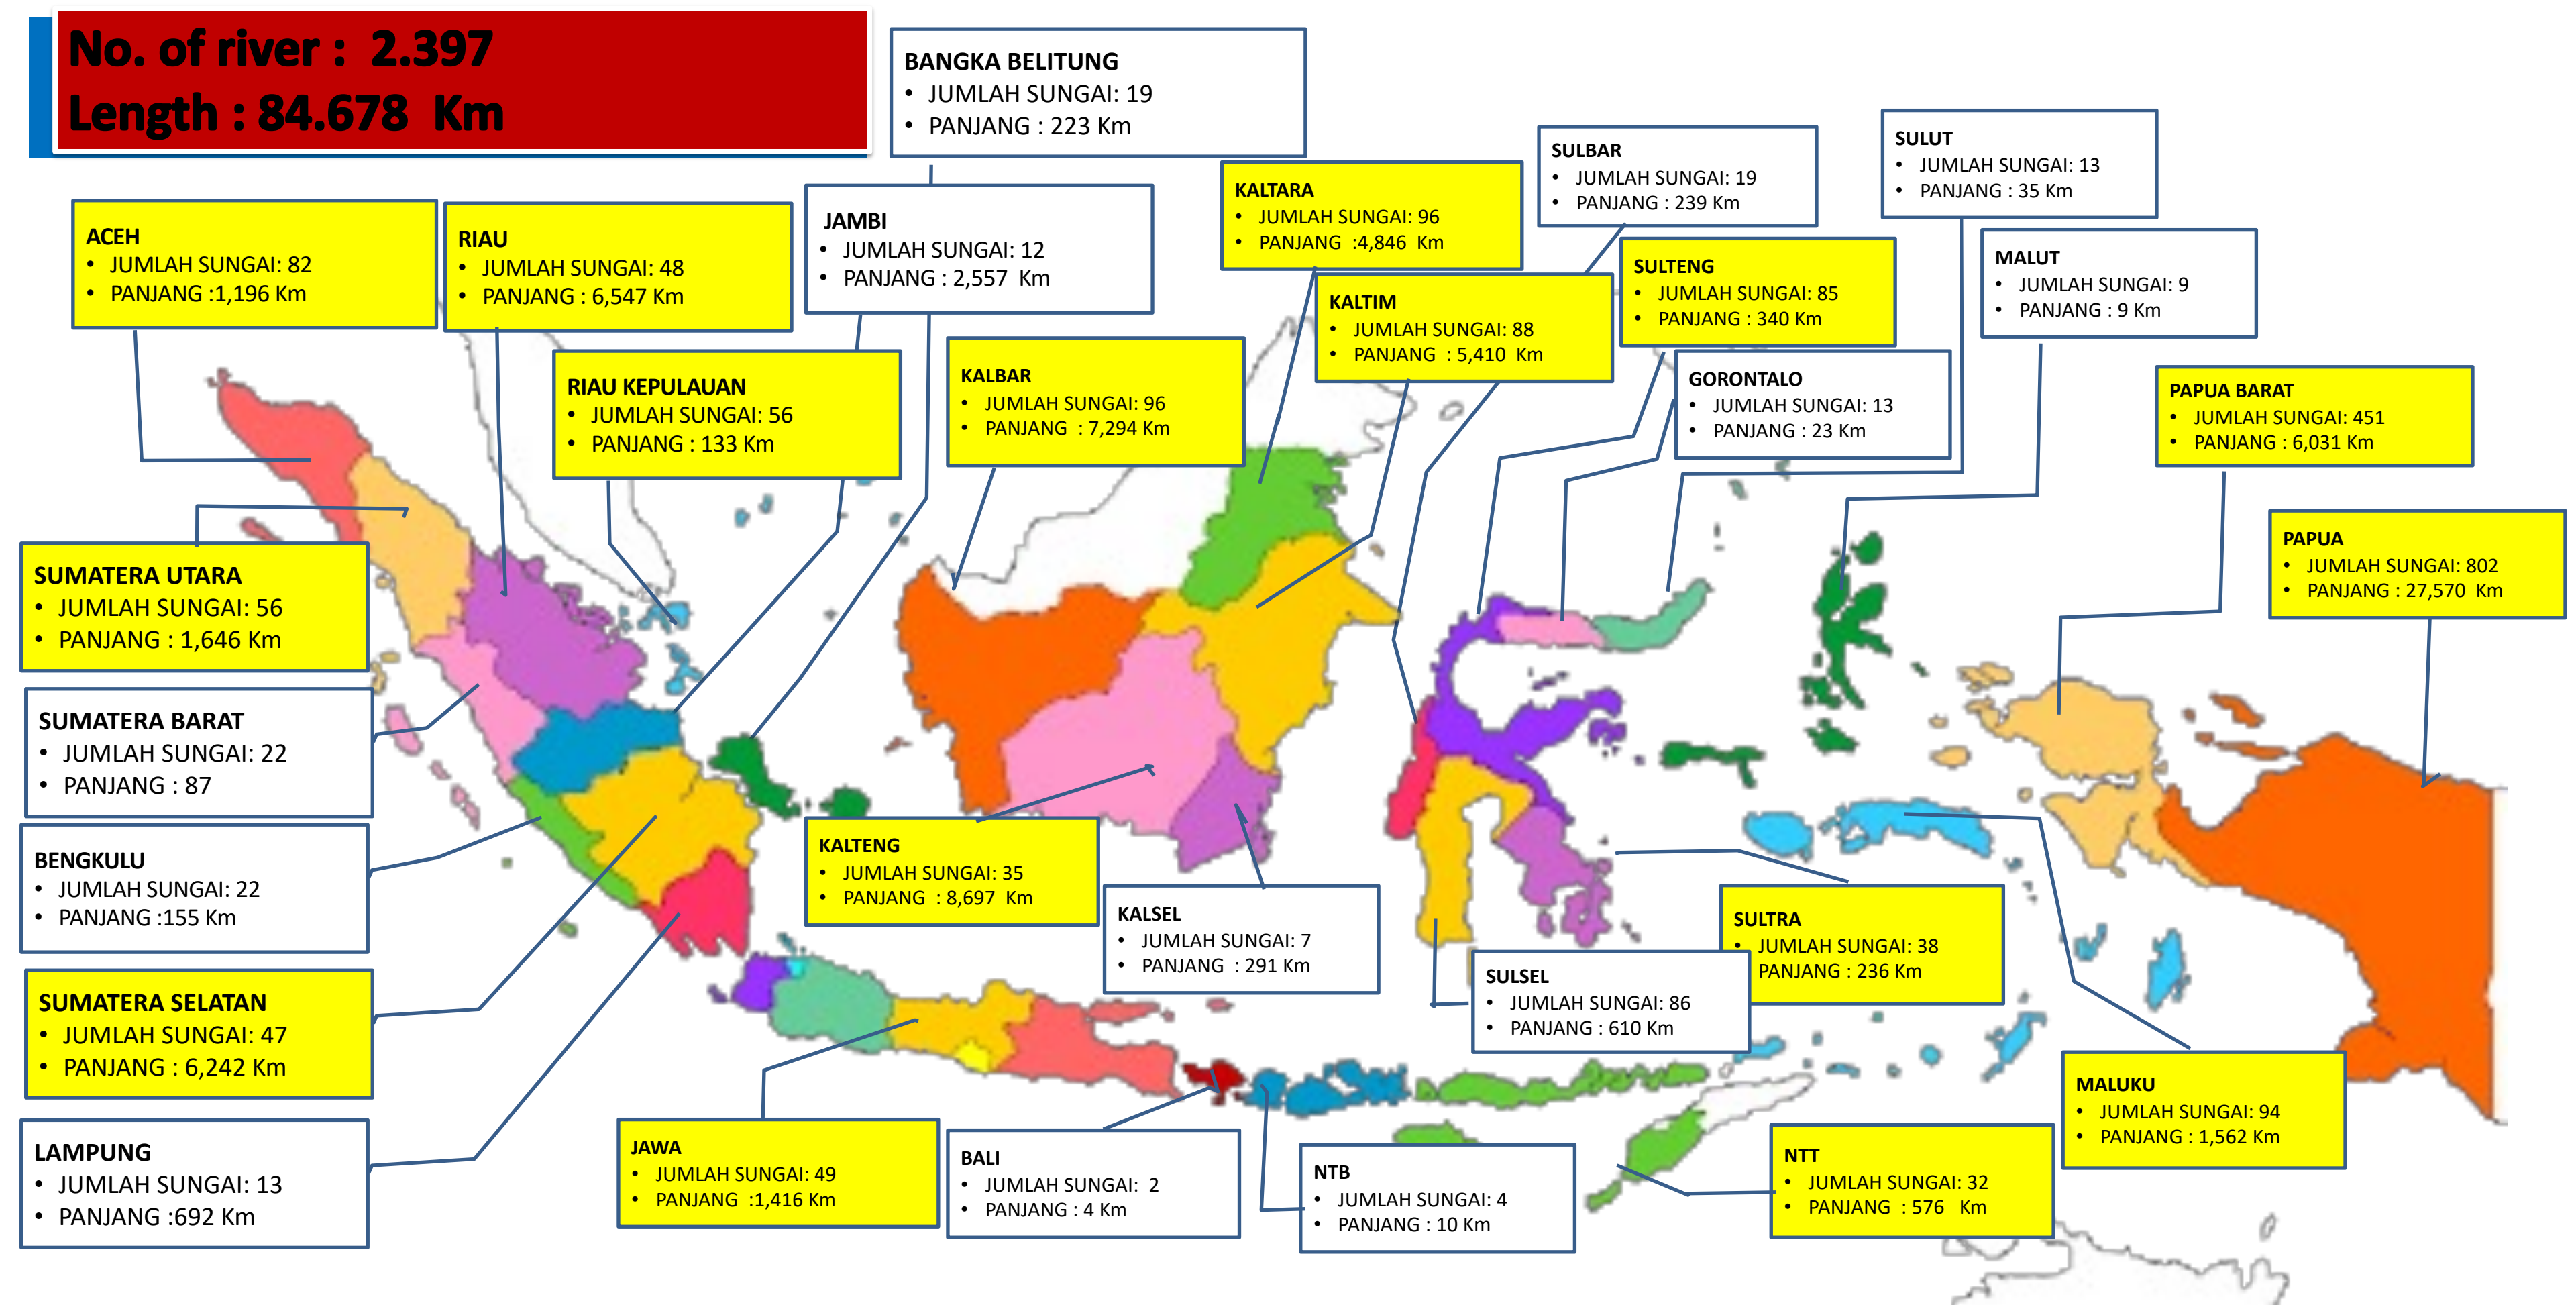 No. of river :  2.397
Length : 84.678  Km
BANGKA BELITUNG
• JUMLAH SUNGAI: 19
• PANJANG : 223 Km
SULUT
• JUMLAH SUNGAI: 13
• PANJANG : 35 Km
SULBAR
• JUMLAH SUNGAI: 19
• PANJANG : 239 Km
KALTARA
• JUMLAH SUNGAI: 96
• PANJANG :4,846 Km
ACEH
• JUMLAH SUNGAI: 82
• PANJANG :1,196 Km
RIAU
• JUMLAH SUNGAI: 48
• PANJANG : 6,547 Km
JAMBI
• JUMLAH SUNGAI: 12
• PANJANG : 2,557 Km
SULTENG
• JUMLAH SUNGAI: 85
• PANJANG : 340 Km
MALUT
• JUMLAH SUNGAI: 9
• PANJANG : 9 Km
KALTIM
• JUMLAH SUNGAI: 88
• PANJANG : 5,410 Km
RIAU KEPULAUAN
• JUMLAH SUNGAI: 56
• PANJANG : 133 Km
KALBAR
• JUMLAH SUNGAI: 96
• PANJANG : 7,294 Km
GORONTALO
• JUMLAH SUNGAI: 13
• PANJANG : 23 Km
PAPUA BARAT
• JUMLAH SUNGAI: 451
• PANJANG : 6,031 Km
PAPUA
• JUMLAH SUNGAI: 802
• PANJANG : 27,570 Km
SUMATERA UTARA
• JUMLAH SUNGAI: 56
• PANJANG : 1,646 Km
SUMATERA BARAT
• JUMLAH SUNGAI: 22
• PANJANG : 87
BENGKULU
• JUMLAH SUNGAI: 22
• PANJANG :155 Km
KALTENG
• JUMLAH SUNGAI: 35
• PANJANG : 8,697 Km
KALSEL
• JUMLAH SUNGAI: 7
• PANJANG : 291 Km
SULTRA
• JUMLAH SUNGAI: 38
PANJANG : 236 Km
SULSEL
• JUMLAH SUNGAI: 86
• PANJANG : 610 Km
SUMATERA SELATAN
• JUMLAH SUNGAI: 47
• PANJANG : 6,242 Km
MALUKU
• JUMLAH SUNGAI: 94
• PANJANG : 1,562 Km
LAMPUNG
• JUMLAH SUNGAI: 13
• PANJANG :692 Km
JAWA
• JUMLAH SUNGAI: 49
• PANJANG :1,416 Km
BALI
• JUMLAH SUNGAI: 2
• PANJANG : 4 Km
NTB
• JUMLAH SUNGAI: 4
• PANJANG : 10 Km
NTT
• JUMLAH SUNGAI: 32
• PANJANG : 576 Km